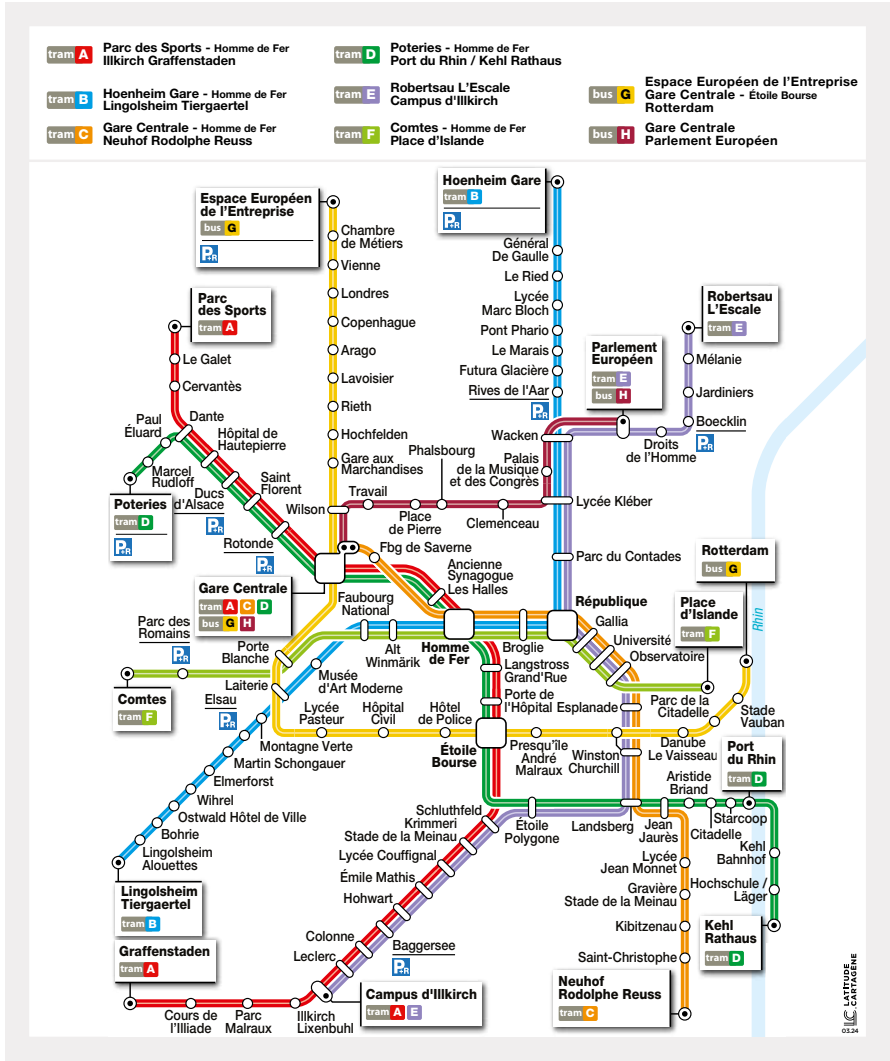 tram A Parc des Sports - Homme de Fer
Illkirch Graffenstaden
tram B Hoenheim Gare - Homme de Fer
Lingolsheim Tiergaertel
tram C Gare Centrale - Homme de Fer
Neuhof Rodolphe Reuss
tram D Poteries - Homme de Fer
Port du Rhin / Kehl Rathaus
tram E Robertsau L'Escale
Campus d'Illkirch
tram F Comtes - Homme de Fer
Place d'Islande
bus G Espace Européen de l'Entreprise
Gare Centrale - Étoile Bourse
Rotterdam
bus H Gare Centrale
Parlement Européen
Espace Européen
de l'Entreprise
bus G
P+R
Chambre
de Métiers
Vienne
Londres
Copenhague
Arago
Lavoisier
Rieth
Hochfelden
Gare aux
Marchandises
Wilson
Hoenheim Gare
tram B
P+R
Général
De Gaulle
Le Ried
Lycée
Marc Bloch
Pont Phario
Le Marais
Futura Glacière
Rives de l'Aar
P+R
Wacken
Palais
de la Musique
et des Congrès
Lycée Kléber
Parc du Contades
Parlement
Européen
tram E
bus H
Robertsau
L'Escale
tram E
Mélanie
Jardiniers
Boecklin
P+R
Droits
de l'Homme
Parc
des Sports
tram A
Le Galet
Cervantès
Dante
Paul
Éluard
Marcel
Rudloff
Poteries
tram D
P+R
Hôpital de
Hautepierre
Saint
Florent
Ducs
d'Alsace
P+R
Rotonde
P+R
Travail
Place
de Pierre
Phalsbourg
Clemenceau
Fbg de Saverne
Gare Centrale
tram A C D
bus G H
Ancienne
Synagogue
Les Halles
Faubourg
National
Alt
Winmärik
Homme
de Fer
Broglie
République
Gallia
Université
Observatoire
Rotterdam
bus G
Place
d'Islande
tram F
Rhin
Parc des
Romains
P+R
Porte
Blanche
Comtes
tram F
Laiterie
Elsau
P+R
Musée
d'Art Moderne
Lycée
Pasteur
Hôpital
Civil
Hôtel
de Police
Langstross
Grand'Rue
Porte de
l'Hôpital
Esplanade
Parc de la
Citadelle
Stade
Vauban
Étoile
Bourse
Presqu'île
André
Malraux
Winston
Churchill
Danube
Le Vaisseau
Port
du Rhin
tram D
Montagne Verte
Martin Schongauer
Elmerforst
Wihrel
Ostwald Hôtel de Ville
Bohrie
Lingolsheim
Alouettes
Lingolsheim
Tiergaertel
tram B
Schluthfeld
Krimmeri
Stade de la Meinau
Lycée Couffignal
Émile Mathis
Hohwart
Colonne
Leclerc
Baggersee
P+R
Étoile
Polygone
Landsberg
Jean
Jaurès
Aristide
Briand
Citadelle
Starcoop
Kehl
Bahnhof
Hochschule /
Läger
Kehl
Rathaus
tram D
Lycée
Jean Monnet
Gravière
Stade de la Meinau
Kibitzenau
Saint-Christophe
Neuhof
Rodolphe Reuss
tram C
Graffenstaden
tram A
Cours de
l'Illiade
Parc
Malraux
Illkirch
Lixenbuhl
Campus d'Illkirch
tram A E
LATITUDE
CARTAGÈNE
03.24